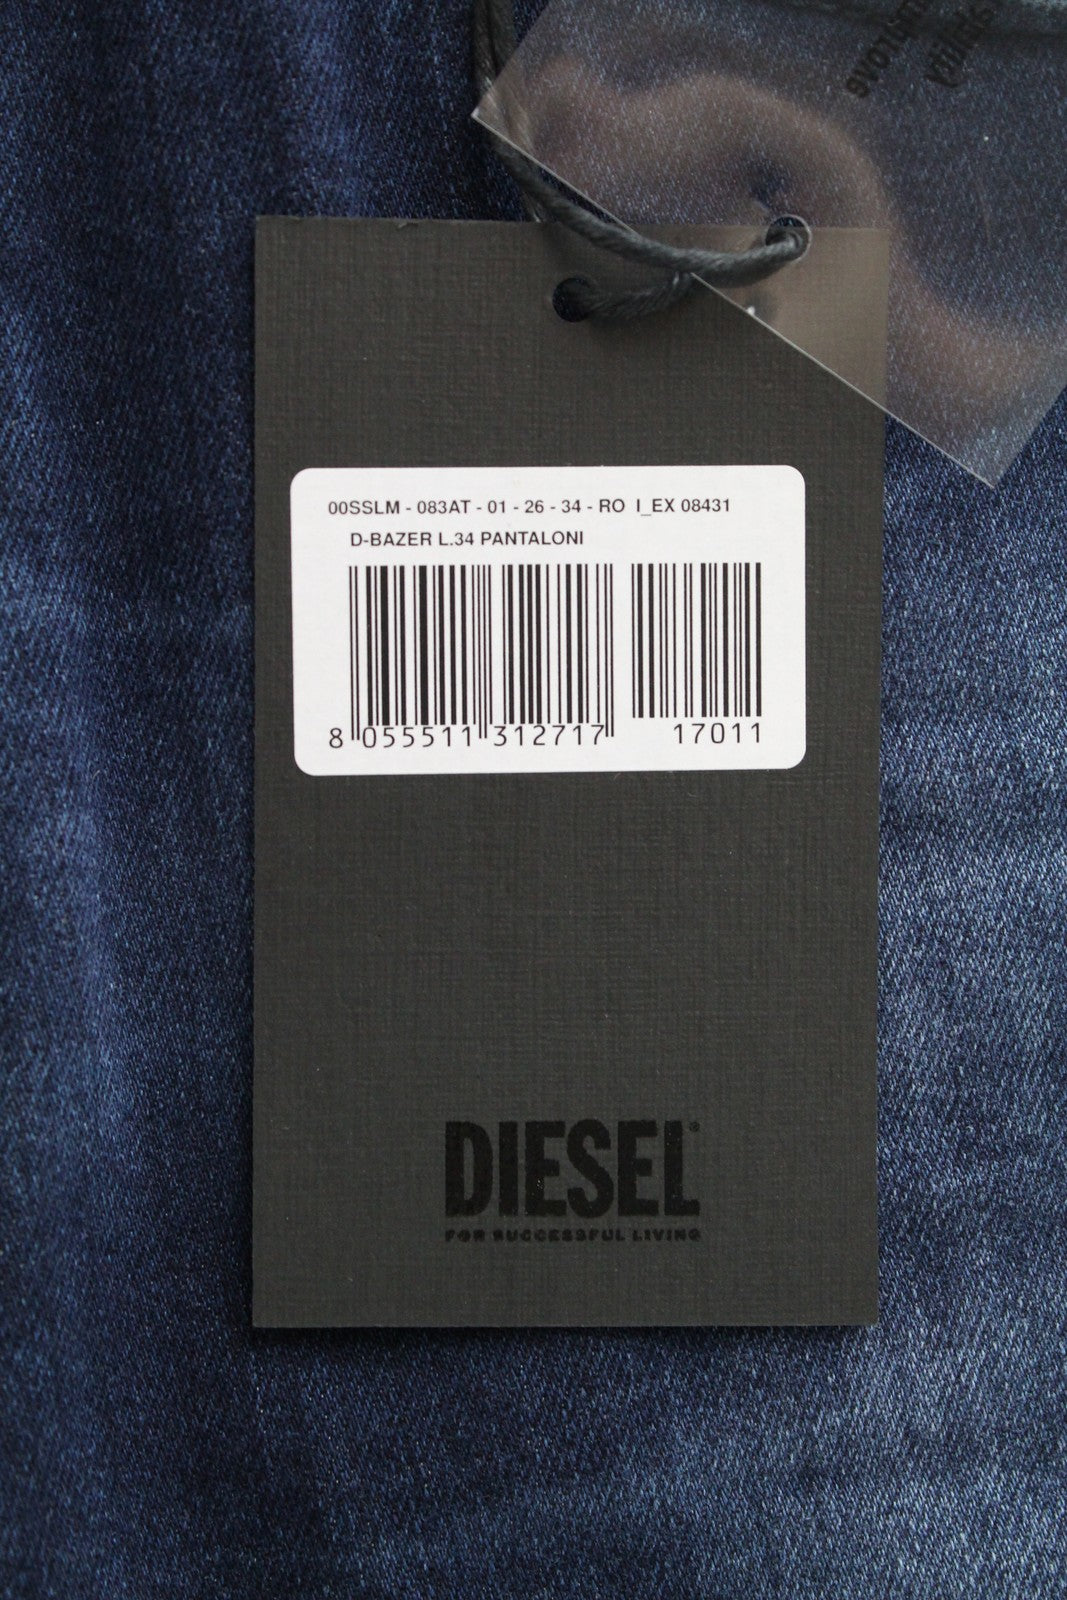 00SSLM - 083AT - 01 - 26 - 34 - RO I_EX 08431
D-BAZER L.34 PANTALONI
8 055511 312717 17011
DIESEL®
FOR SUCCESSFUL LIVING